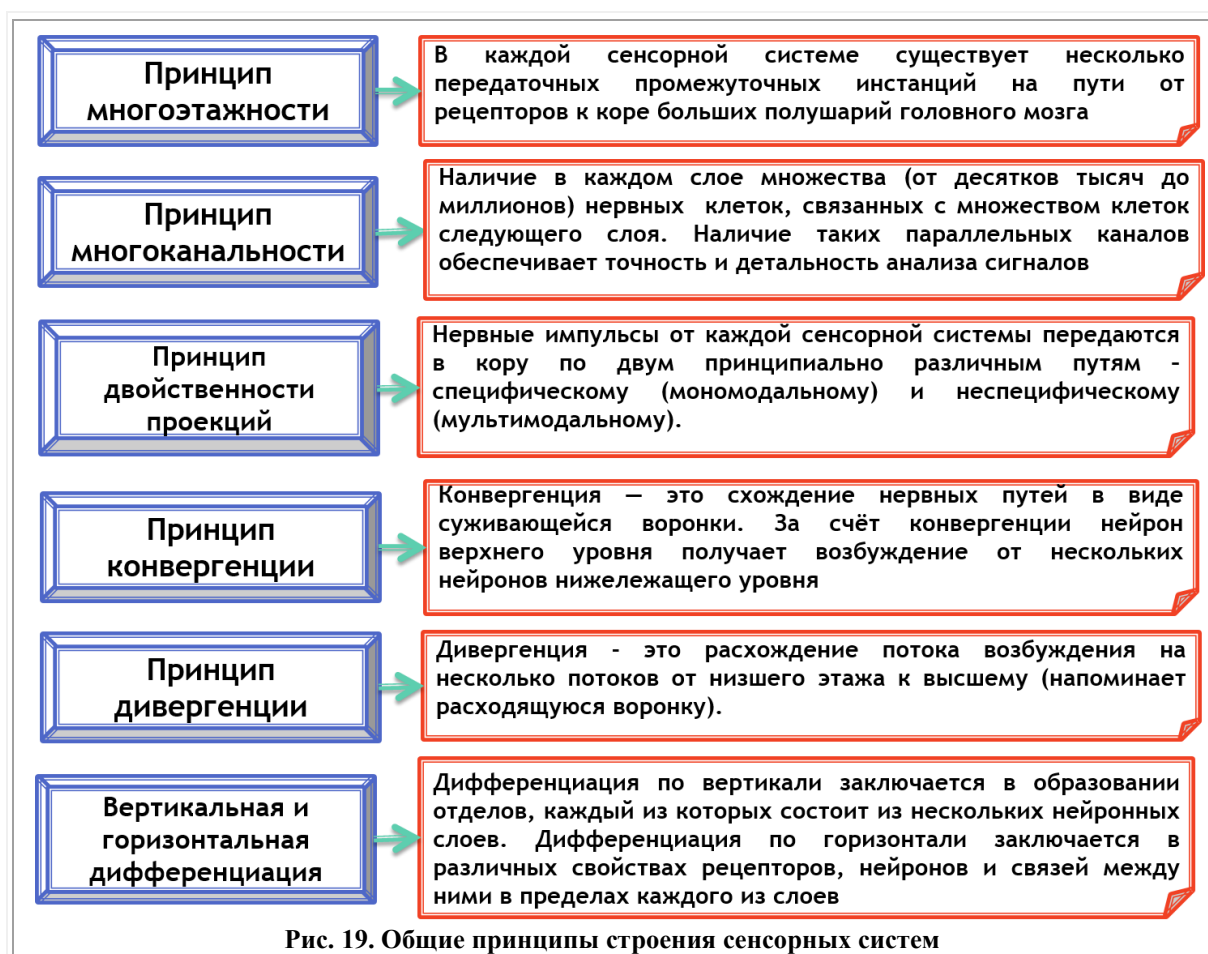 Принцип
многоэтажности
В каждой сенсорной системе существует несколько
передаточных промежуточных инстанций на пути от
рецепторов к коре больших полушарий головного мозга
Принцип
многоканальности
Наличие в каждом слое множества (от десятков тысяч до
миллионов) нервных клеток, связанных с множеством клеток
следующего слоя. Наличие таких параллельных каналов
обеспечивает точность и детальность анализа сигналов
Принцип
двойственности
проекций
Нервные импульсы от каждой сенсорной системы передаются
в кору по двум принципиально различным путям -
специфическому (мономодальному) и неспецифическому
(мультимодальному).
Принцип
конвергенции
Конвергенция — это схождение нервных путей в виде
суживающейся воронки. За счёт конвергенции нейрон
верхнего уровня получает возбуждение от нескольких
нейронов нижележащего уровня
Принцип
дивергенции
Дивергенция - это расхождение потока возбуждения на
несколько потоков от низшего этажа к высшему (напоминает
расходящуюся воронку).
Вертикальная и
горизонтальная
дифференциация
Дифференциация по вертикали заключается в образовании
отделов, каждый из которых состоит из нескольких нейронных
слоев. Дифференциация по горизонтали заключается в
различных свойствах рецепторов, нейронов и связей между
ними в пределах каждого из слоев
Рис. 19. Общие принципы строения сенсорных систем